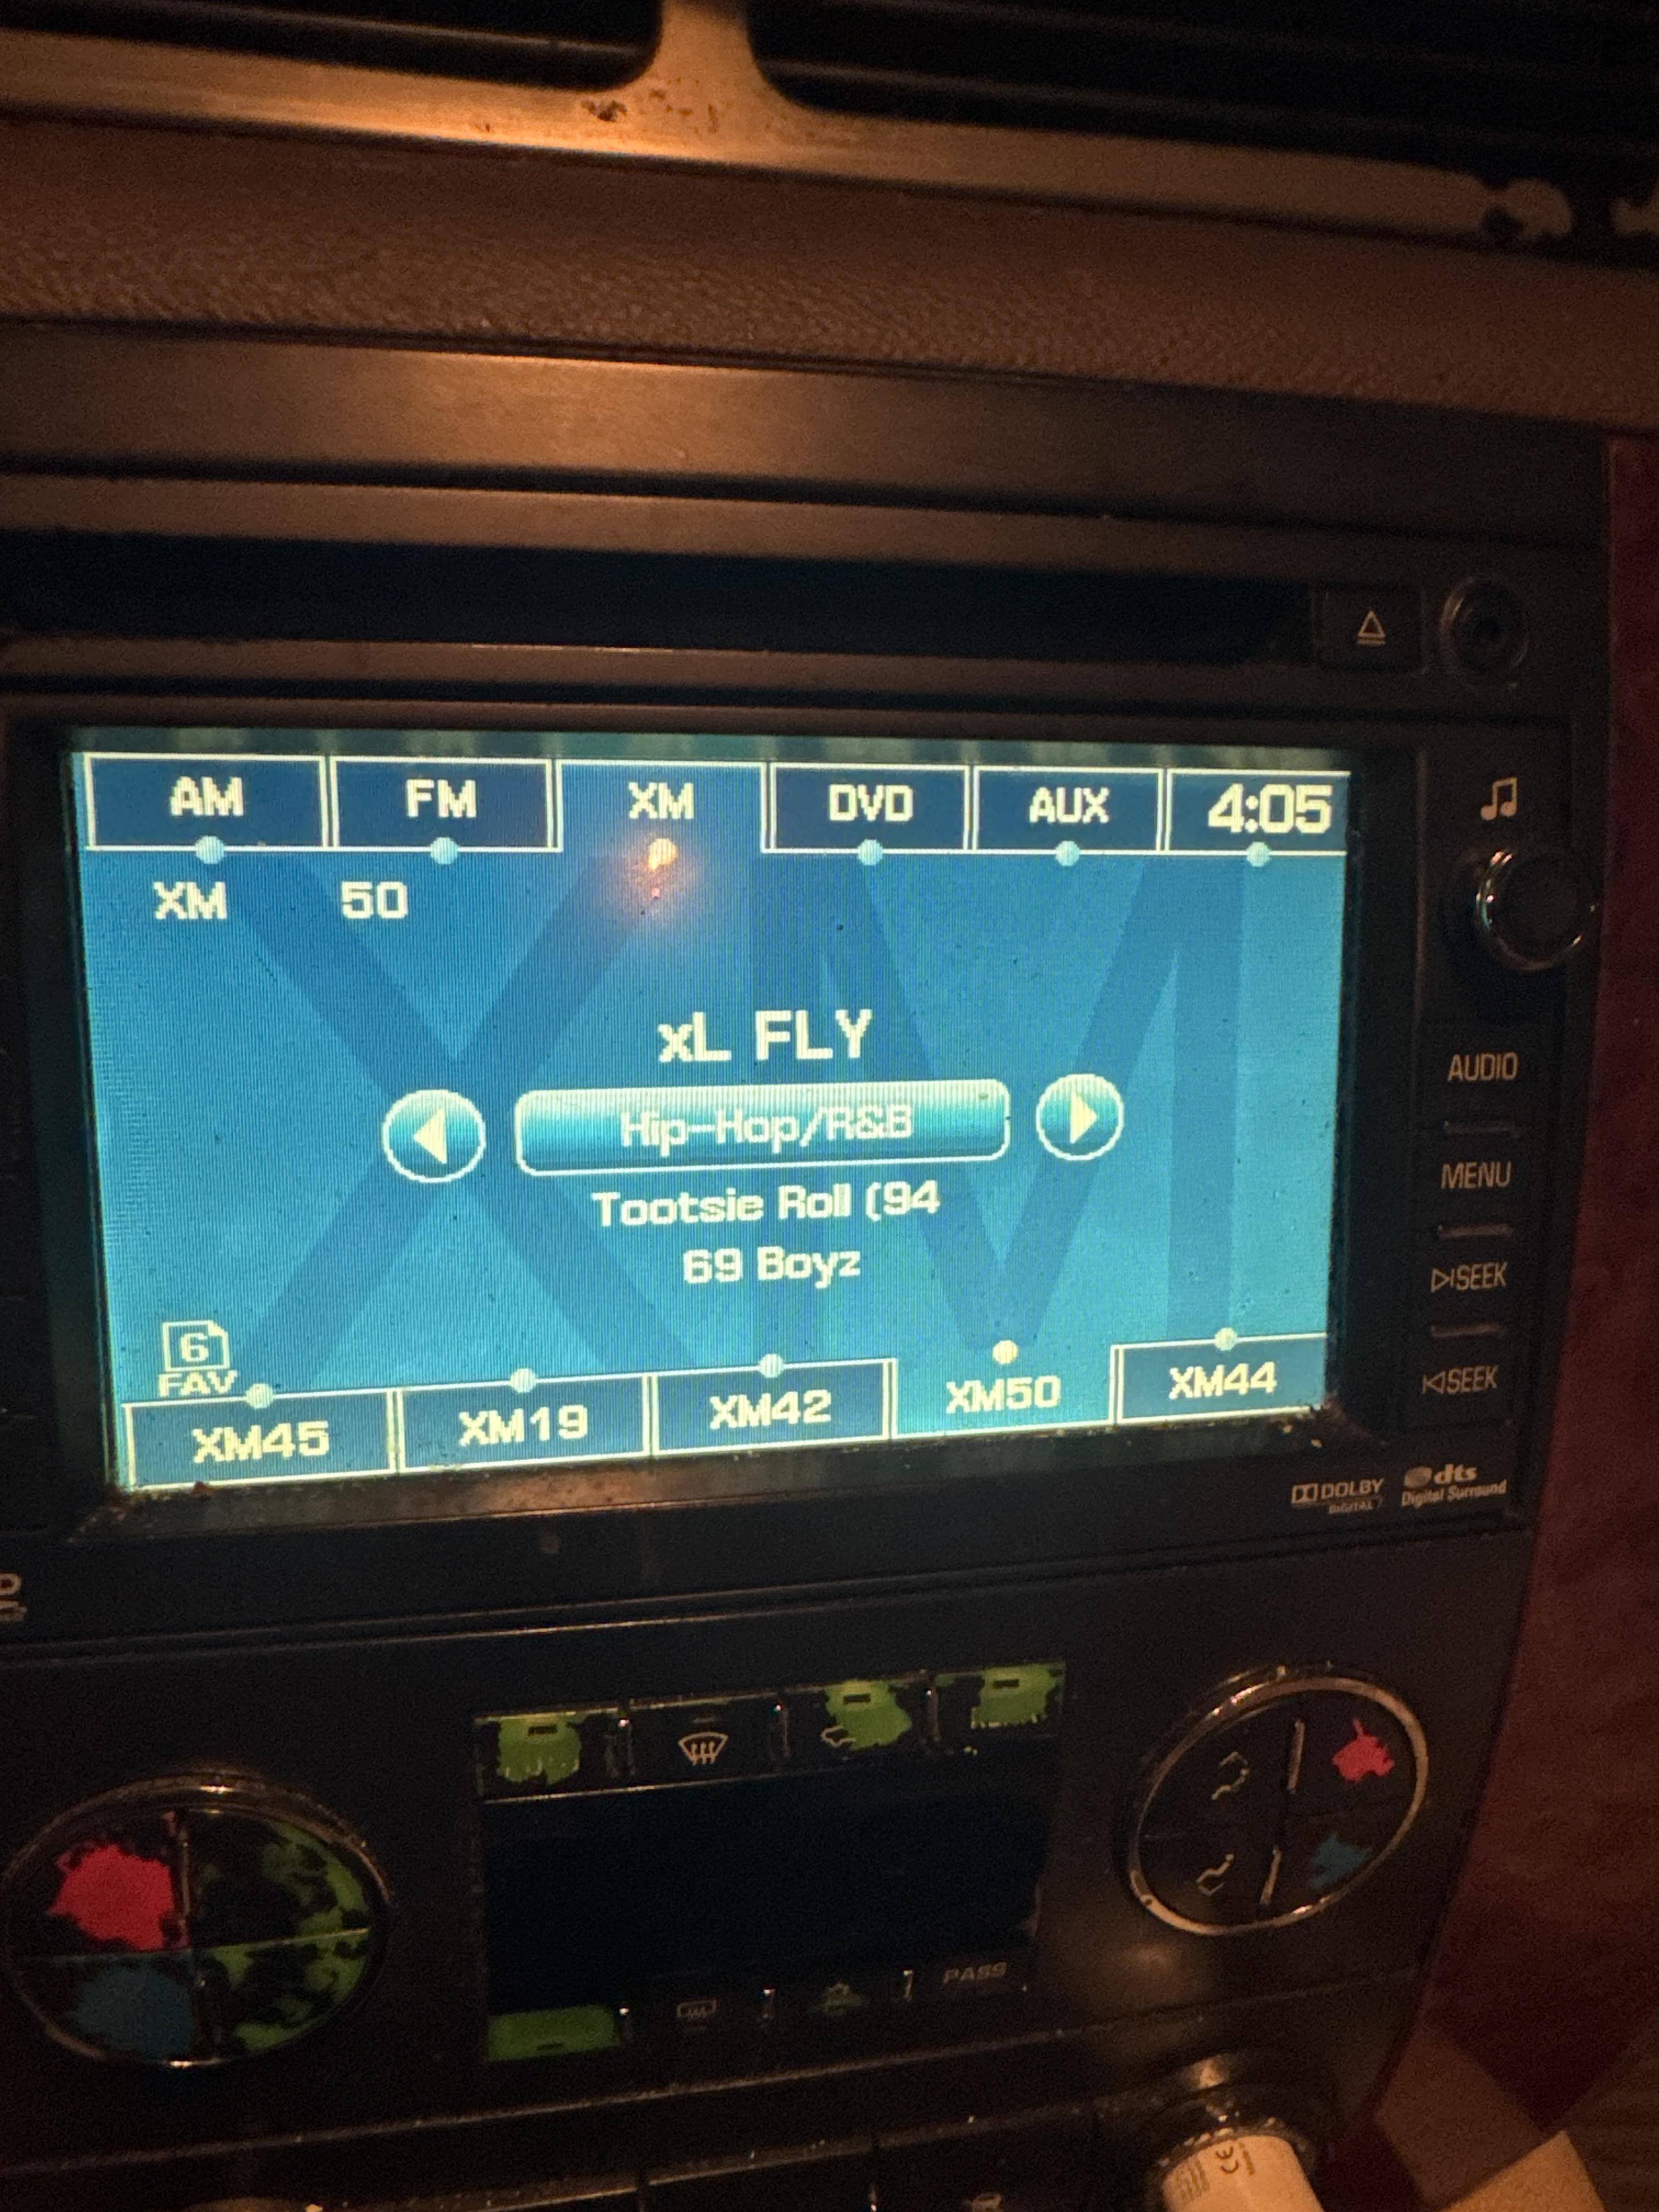 AM FM XM DVD AUX 4:05
XM 50
xL FLY
Hip-Hop/R&B
Tootsie Roll (94
69 Boyz
6
FAV
XM45 XM19 XM42 XM50 XM44
AUDIO
MENU
SEEK
SEEK
DOLBY
DIGITAL
dts
Digital Surround
PASS
CE